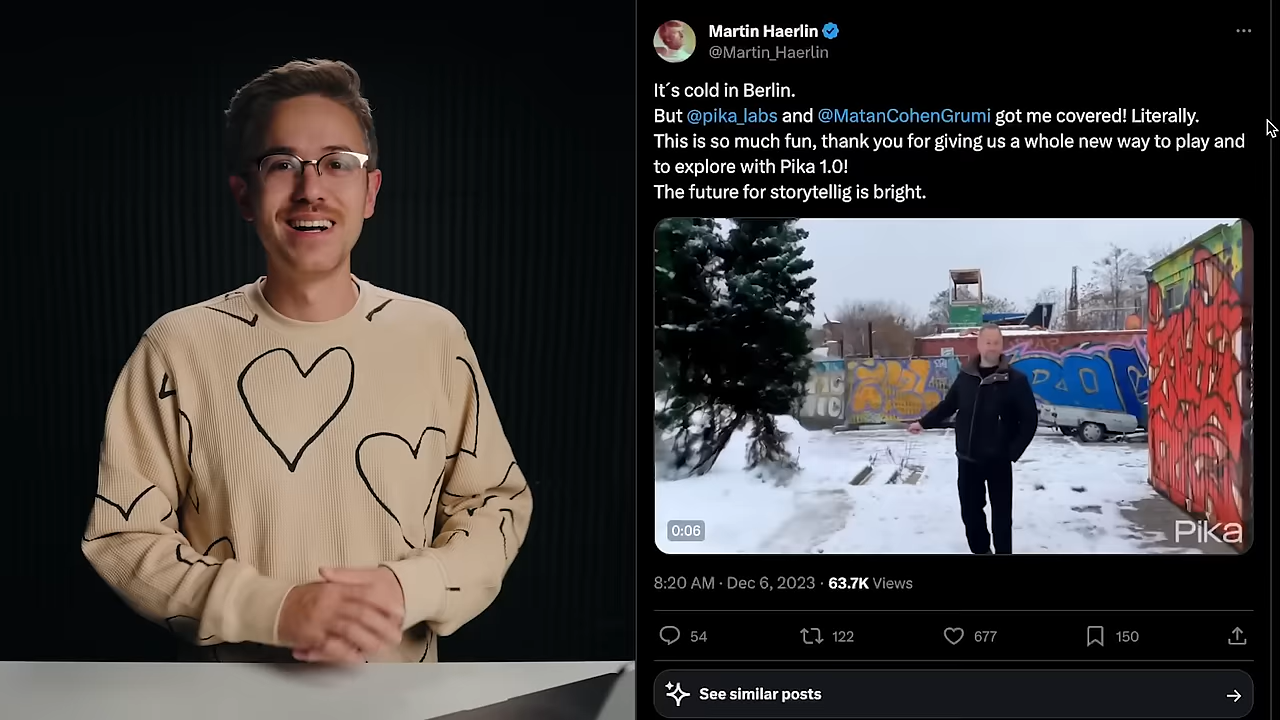 Martin Haerlin
@Martin_Haerlin
It´s cold in Berlin.
But @pika_labs and @MatanCohenGrumi got me covered! Literally.
This is so much fun, thank you for giving us a whole new way to play and
to explore with Pika 1.0!
The future for storytellig is bright.
0:06
Pika
8:20 AM · Dec 6, 2023 · 63.7K Views
54 122 677 150
See similar posts